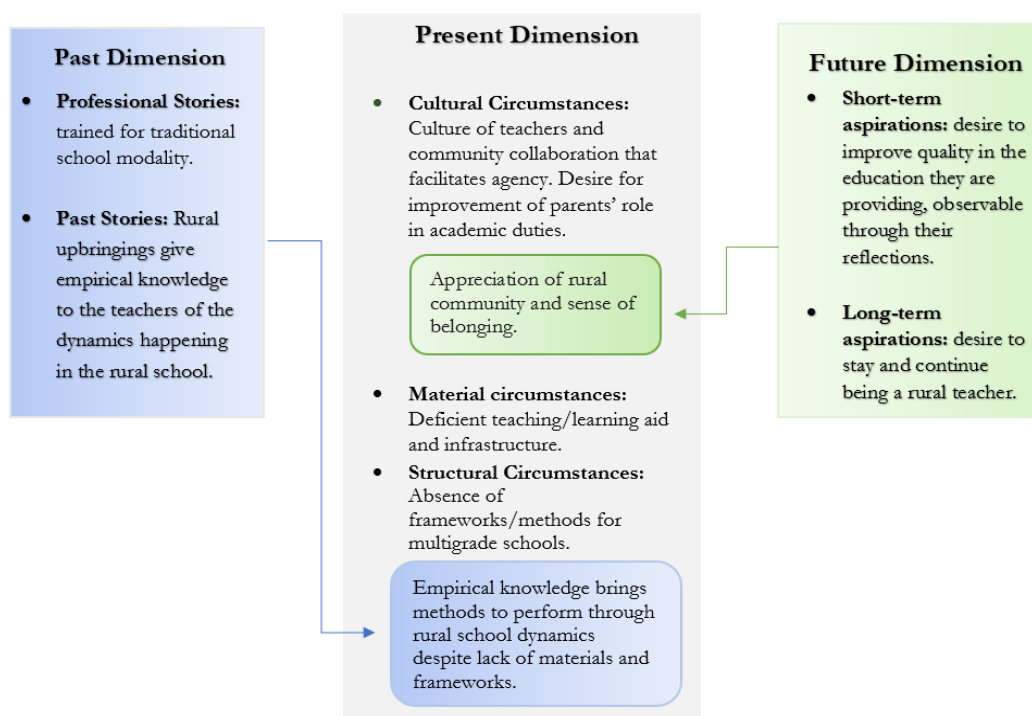 Past Dimension
• Professional Stories:
trained for traditional
school modality.
• Past Stories: Rural
upbringings give
empirical knowledge
to the teachers of the
dynamics happening
in the rural school.
Present Dimension
• Cultural Circumstances:
Culture of teachers and
community collaboration that
facilitates agency. Desire for
improvement of parents’ role
in academic duties.
Appreciation of rural
community and sense of
belonging.
• Material circumstances:
Deficient teaching/learning aid
and infrastructure.
• Structural Circumstances:
Absence of
frameworks/methods for
multigrade schools.
Empirical knowledge brings
methods to perform through
rural school dynamics
despite lack of materials and
frameworks.
Future Dimension
• Short-term
aspirations: desire to
improve quality in the
education they are
providing, observable
through their
reflections.
• Long-term
aspirations: desire to
stay and continue
being a rural teacher.